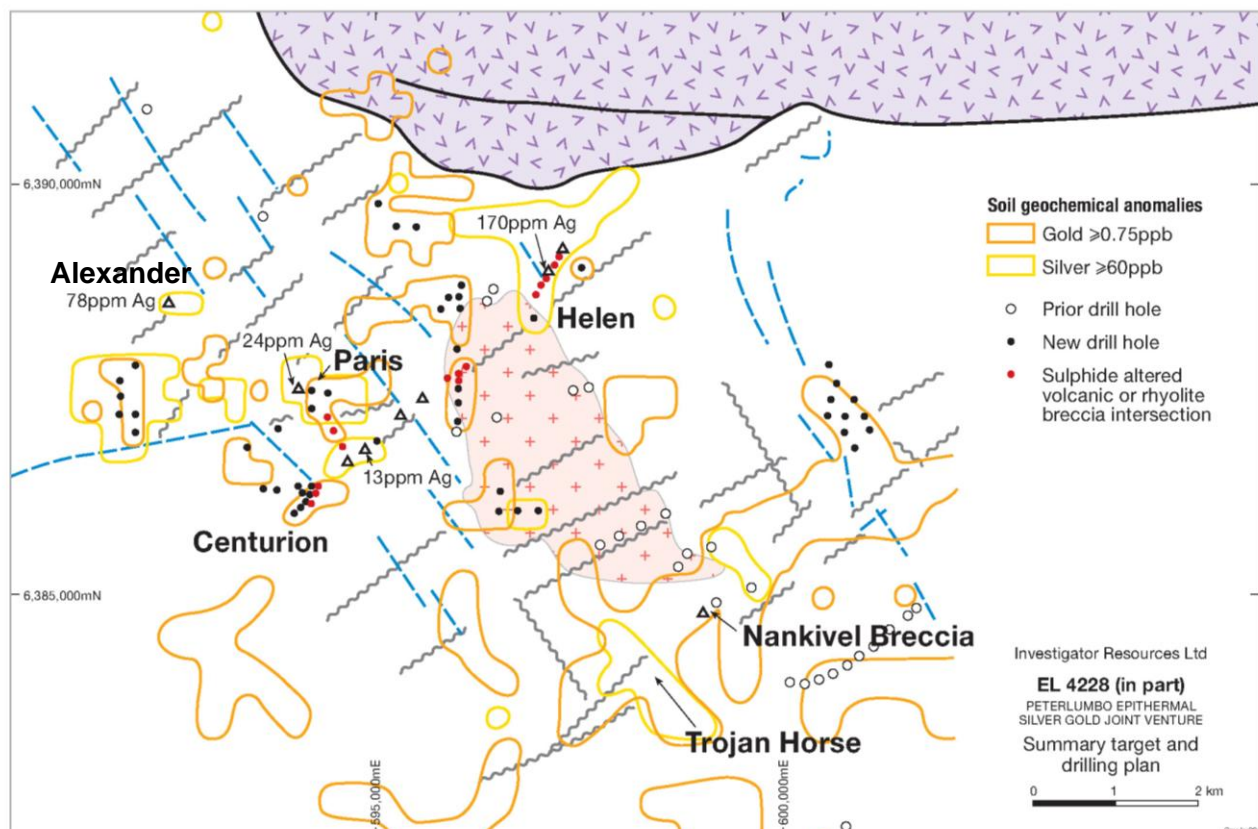 6,390,000mN
170ppm Ag
Alexander
78ppm Ag
Helen
24ppm Ag
Paris
13ppm Ag
Centurion
6,385,000mN
Nankivel Breccia
Trojan Horse
595,000mE
600,000mE
Soil geochemical anomalies
Gold ⩾0.75ppb
Silver ⩾60ppb
Prior drill hole
New drill hole
Sulphide altered
volcanic or rhyolite
breccia intersection
Investigator Resources Ltd
EL 4228 (in part)
PETERLUMBO EPITHERMAL
SILVER GOLD JOINT VENTURE
Summary target and
drilling plan
0 1 2 km